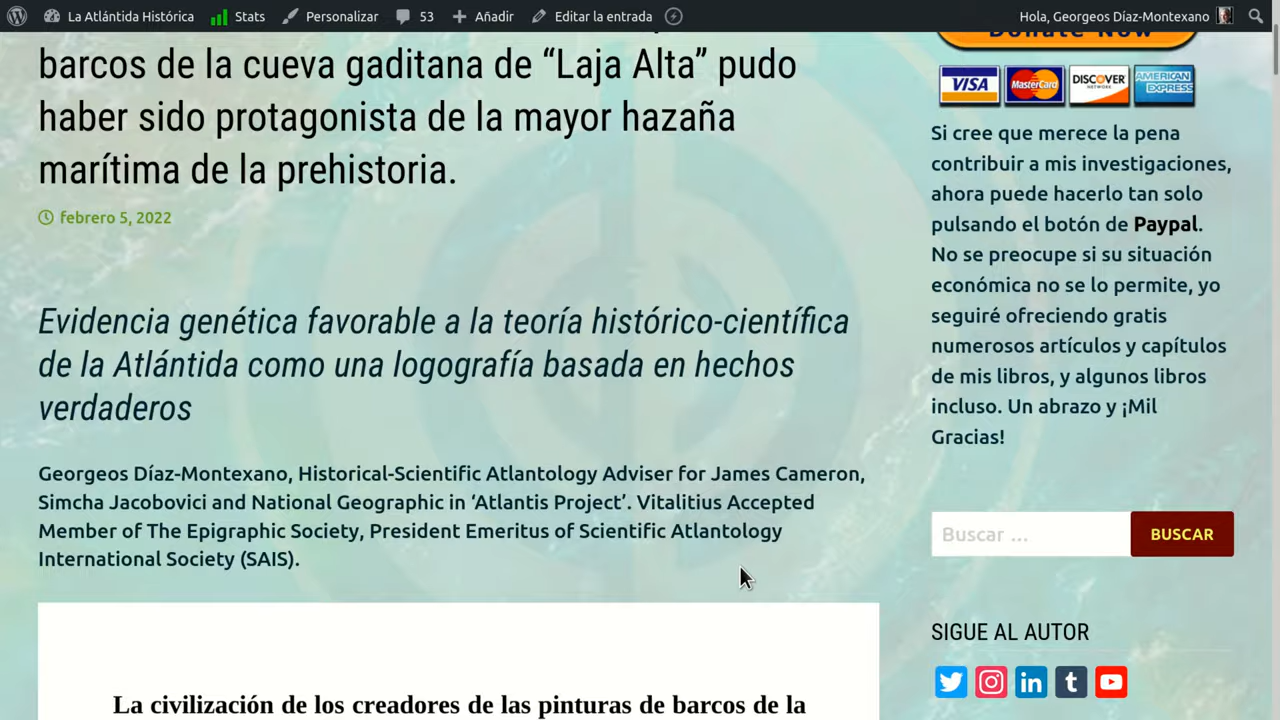 La Atlántida Histórica Stats Personalizar 53 Añadir Editar la entrada Hola, Georgeos Díaz-Montexano
barcos de la cueva gaditana de “Laja Alta” pudo
haber sido protagonista de la mayor hazaña
marítima de la prehistoria.
febrero 5, 2022
Evidencia genética favorable a la teoría histórico-científica
de la Atlántida como una logografía basada en hechos
verdaderos
Georgeos Díaz-Montexano, Historical-Scientific Atlantology Adviser for James Cameron,
Simcha Jacobovici and National Geographic in ‘Atlantis Project’. Vitalitius Accepted
Member of The Epigraphic Society, President Emeritus of Scientific Atlantology
International Society (SAIS).
La civilización de los creadores de las pinturas de barcos de la
Donate Now
VISA MasterCard DISCOVER NETWORK AMERICAN EXPRESS
Si cree que merece la pena
contribuir a mis investigaciones,
ahora puede hacerlo tan solo
pulsando el botón de Paypal.
No se preocupe si su situación
económica no se lo permite, yo
seguiré ofreciendo gratis
numerosos artículos y capítulos
de mis libros, y algunos libros
incluso. Un abrazo y ¡Mil
Gracias!
Buscar ... BUSCAR
SIGUE AL AUTOR